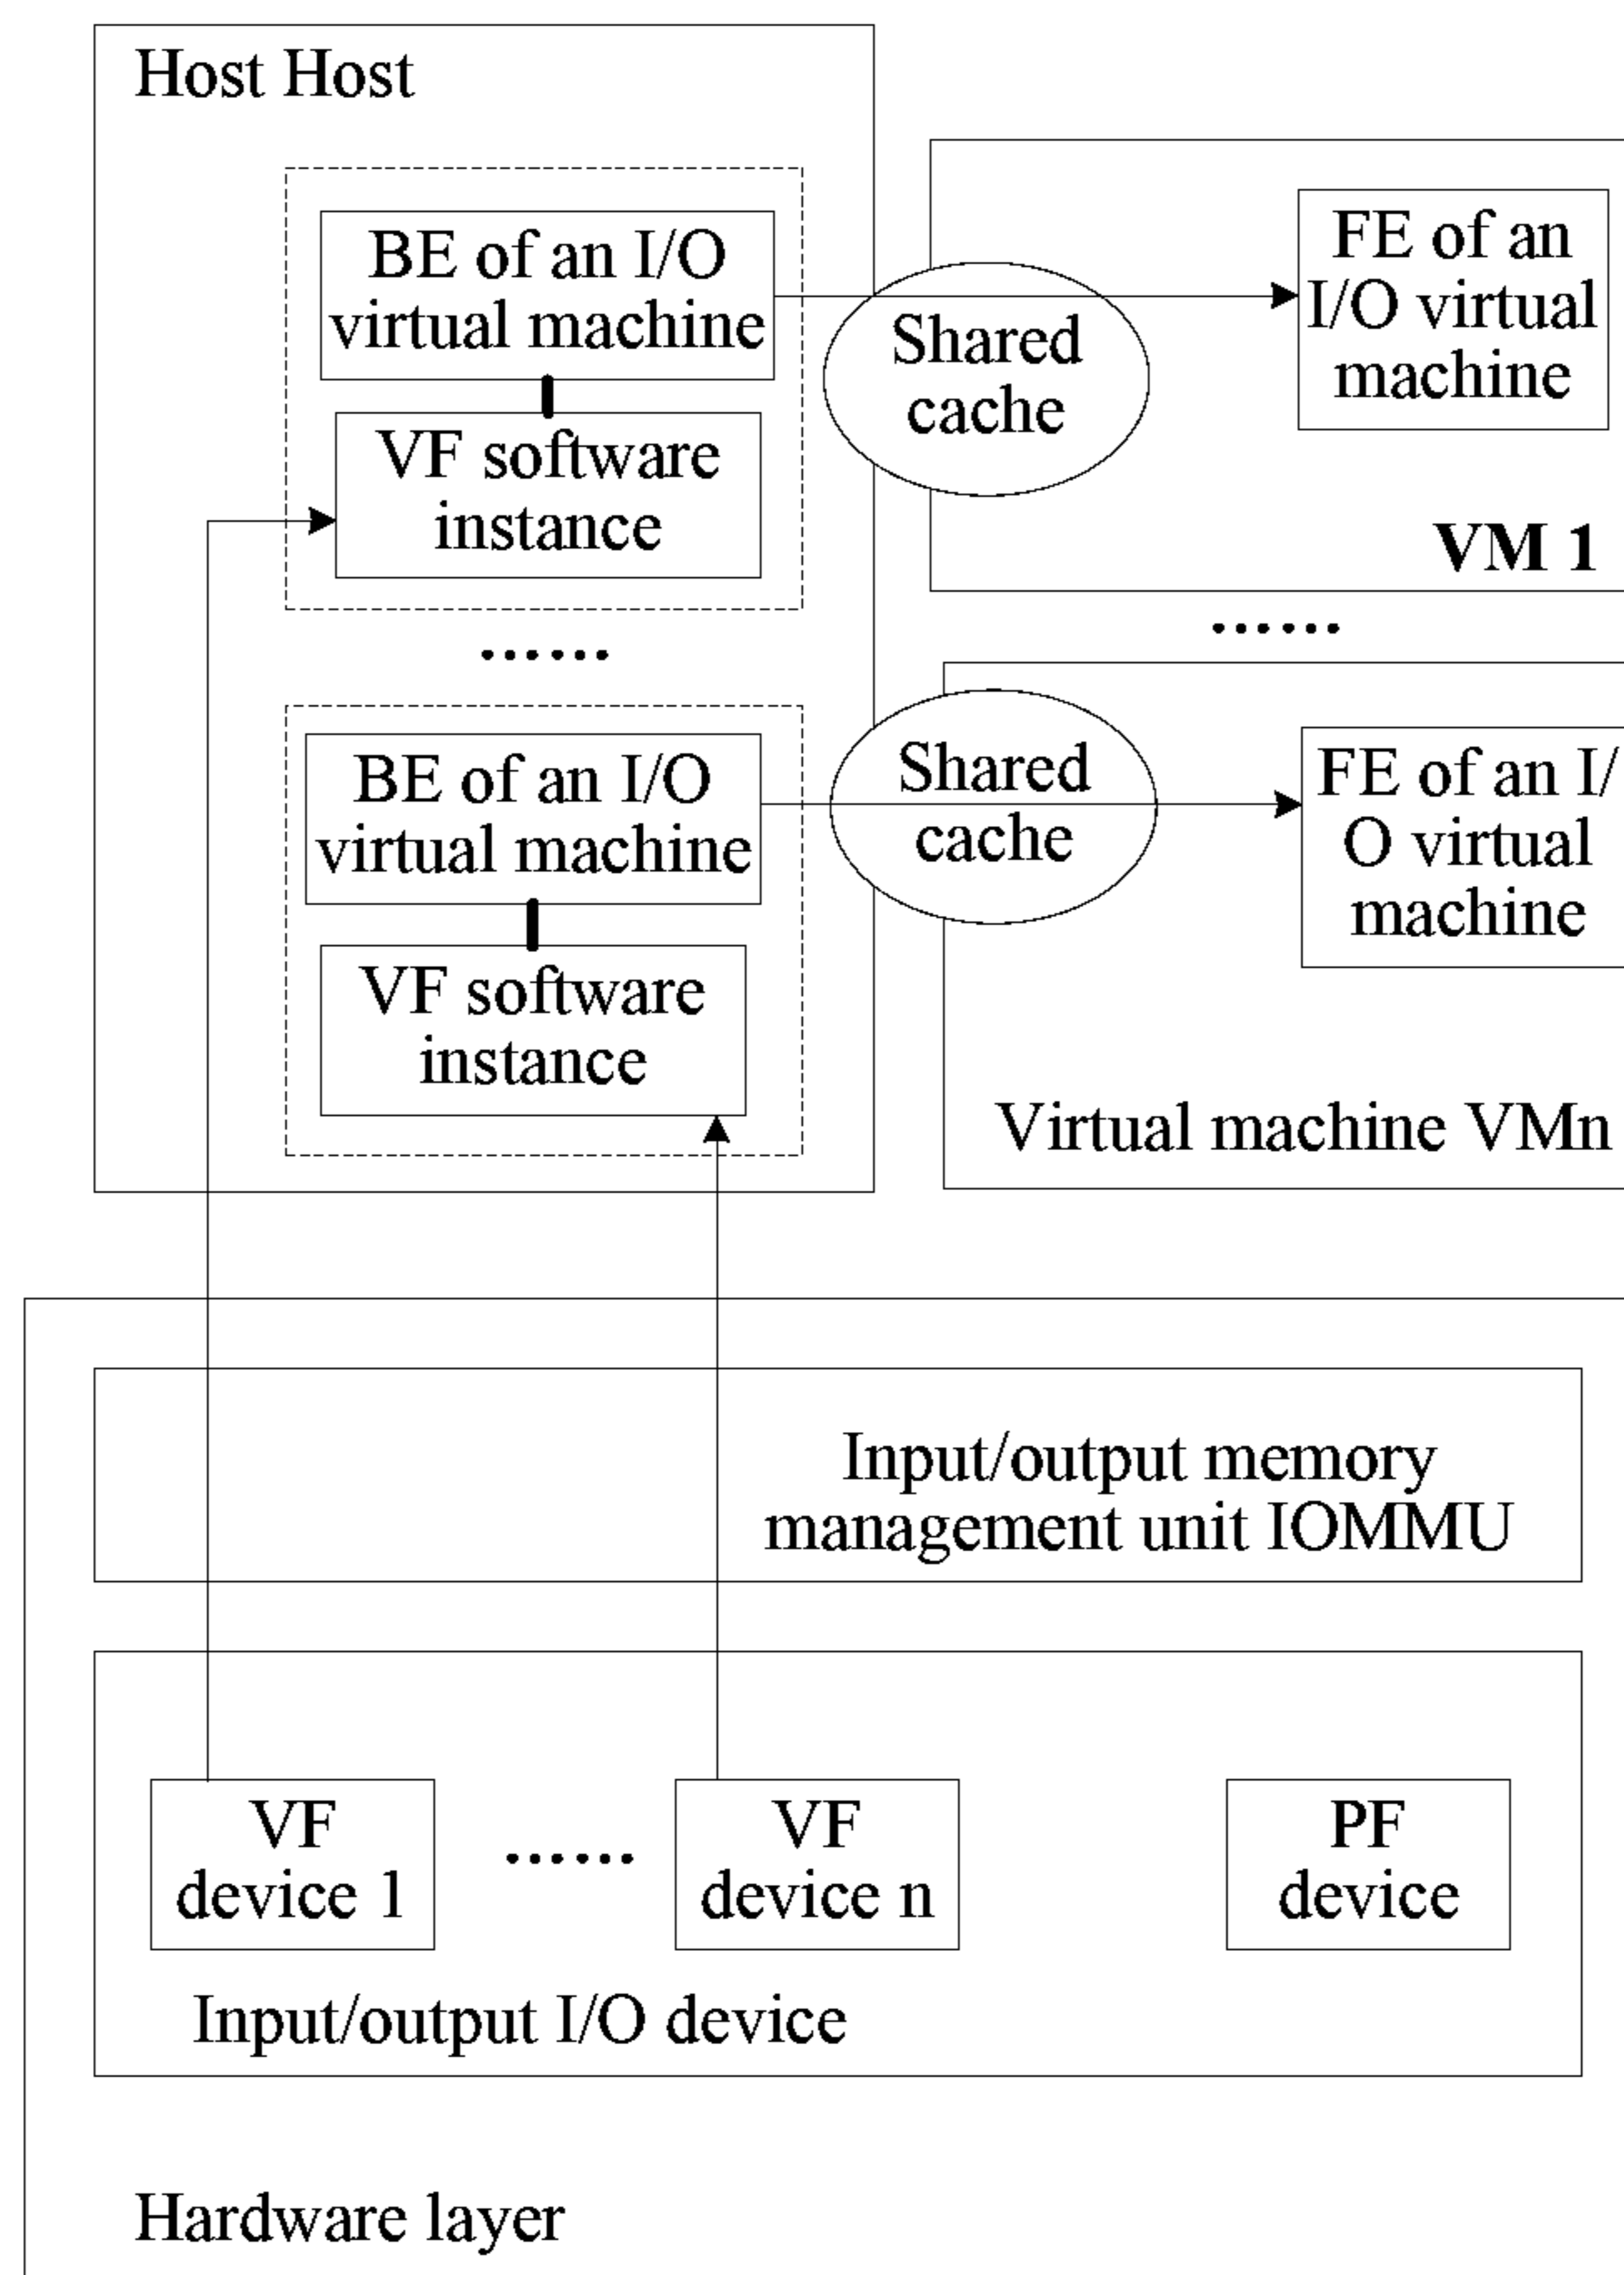 Host Host
BE of an I/O
virtual machine
VF software
instance
Shared
cache
FE of an
I/O virtual
machine
VM 1
......
......
BE of an I/O
virtual machine
VF software
instance
Shared
cache
FE of an I/
O virtual
machine
Virtual machine VMn
Input/output memory
management unit IOMMU
VF
device 1
......
VF
device n
PF
device
Input/output I/O device
Hardware layer